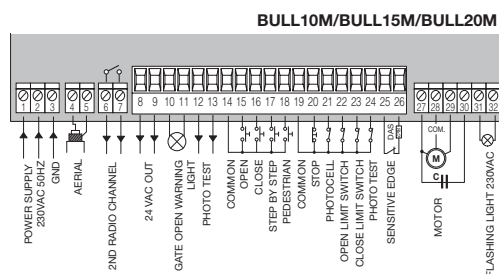 BULL10M/BULL15M/BULL20M
1 2 3 4 5 6 7 8 9 10 11 12 13 14 15 16 17 18 19 20 21 22 23 24 25 26 27 28 29 30 31 32
DAS
COM.
M
C
POWER SUPPLY
230VAC 50HZ
GND
AERIAL
2ND RADIO CHANNEL
24 VAC OUT
GATE OPEN WARNING
LIGHT
PHOTO TEST
COMMON
OPEN
CLOSE
STEP BY STEP
PEDESTRIAN
COMMON
STOP
PHOTOCELL
OPEN LIMIT SWITCH
CLOSE LIMIT SWITCH
PHOTO TEST
SENSITIVE EDGE
MOTOR
FLASHING LIGHT 230VAC